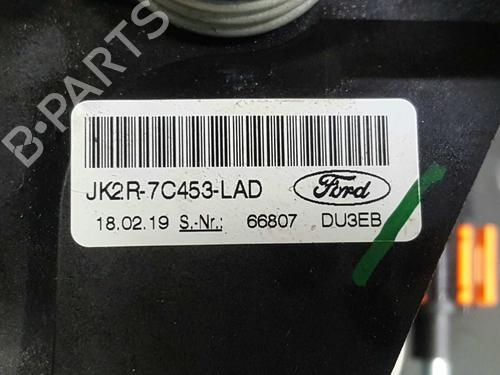 B-PARTS
JK2R-7C453-LAD Ford
18.02.19 S.-Nr.: 66807 DU3EB